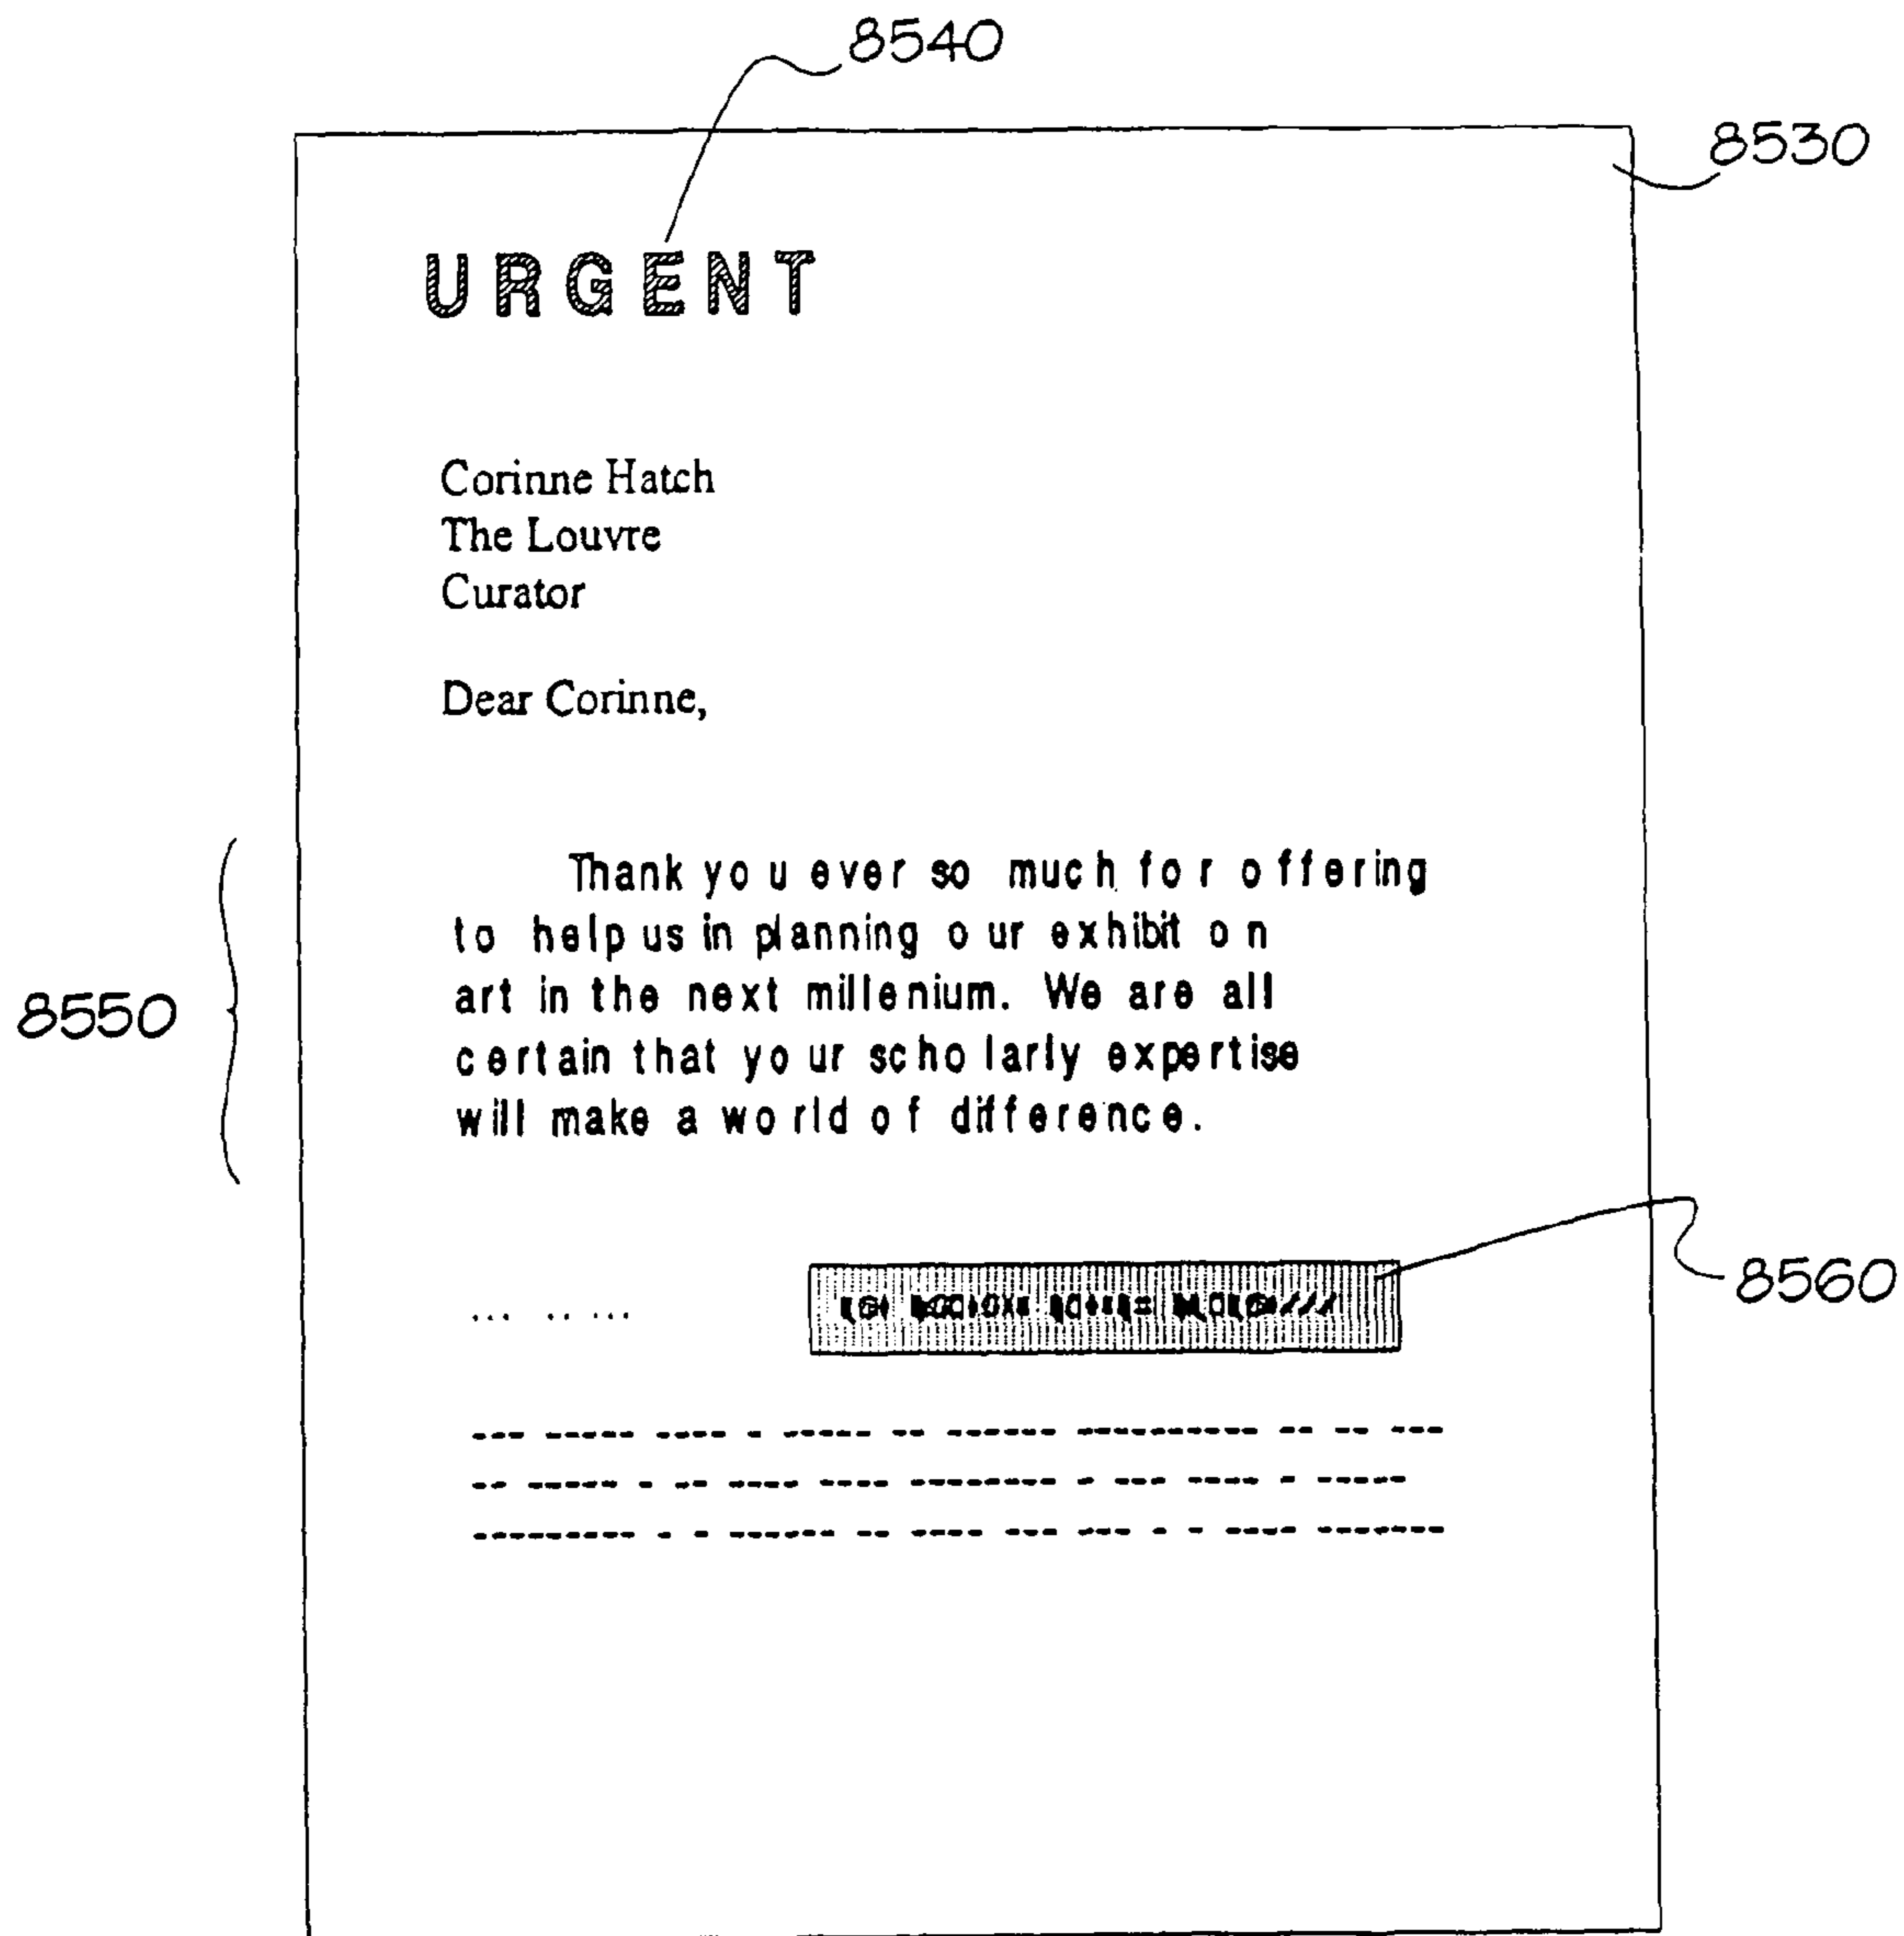 8540
8530
URGENT
Corinne Hatch
The Louvre
Curator
Dear Corinne,
Thank you ever so much for offering
to help us in planning our exhibit on
art in the next millenium. We are all
certain that your scholarly expertise
will make a world of difference.
8550
8560